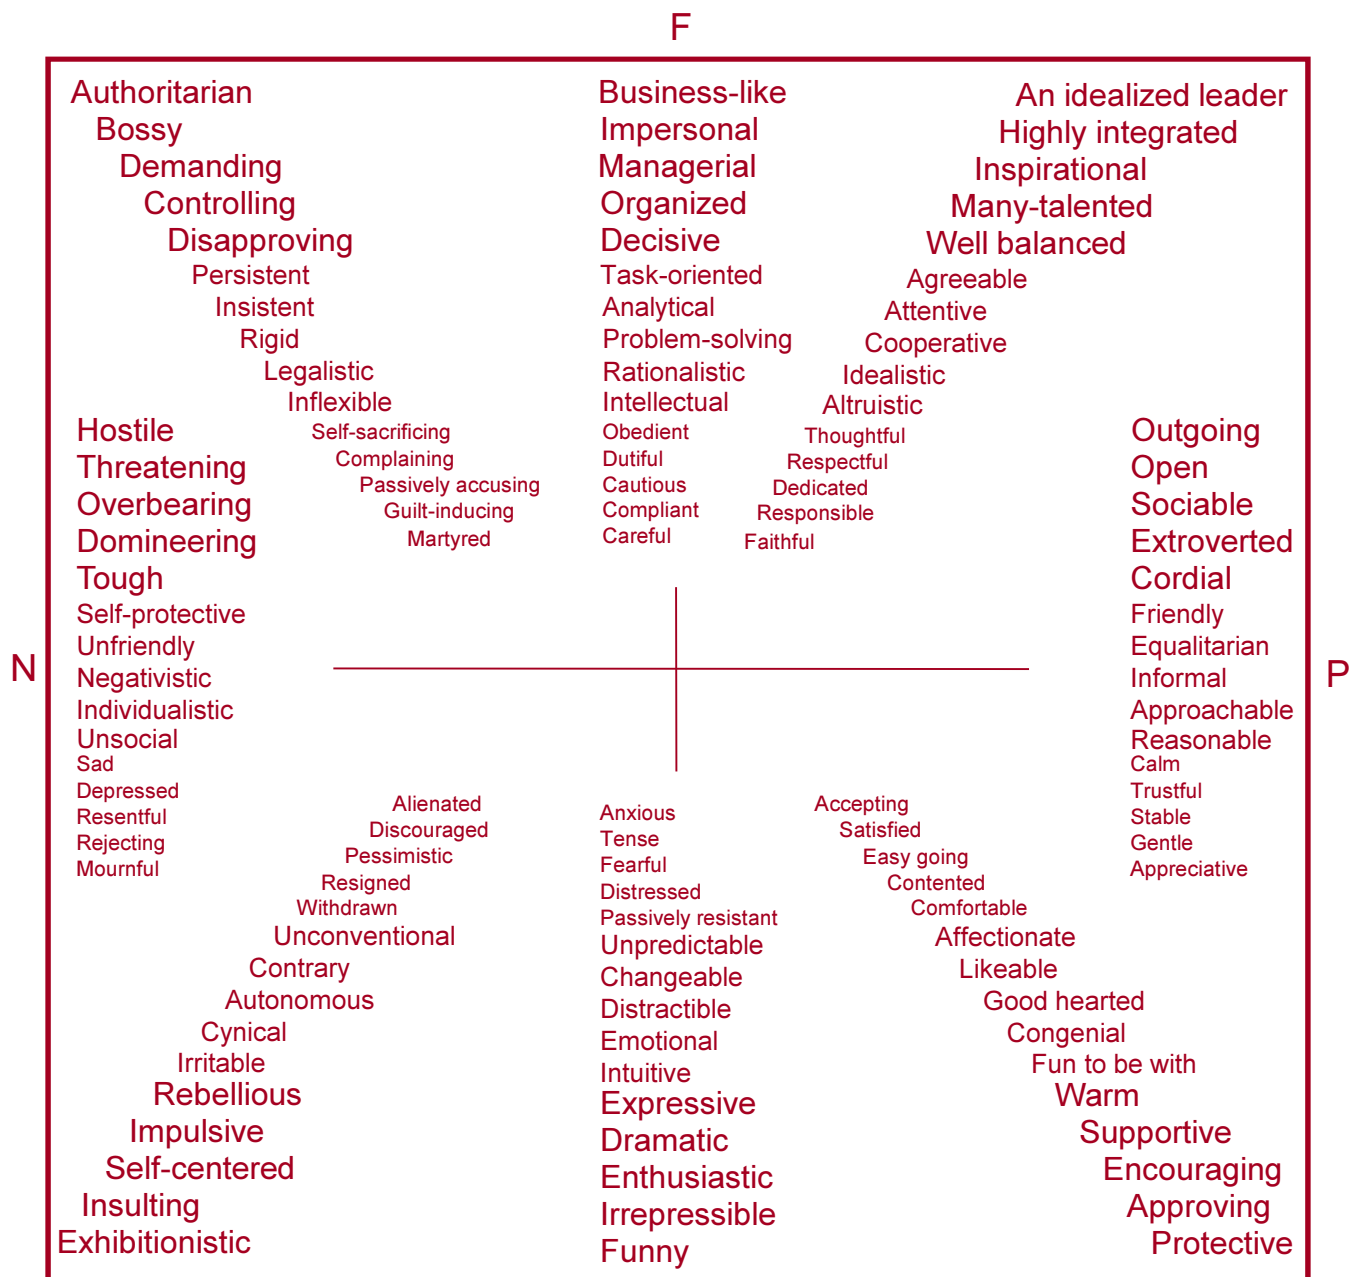 F
Authoritarian
Bossy
Demanding
Controlling
Disapproving
Persistent
Insistent
Rigid
Legalistic
Inflexible
Self-sacrificing
Complaining
Passively accusing
Guilt-inducing
Martyred
Business-like
Impersonal
Managerial
Organized
Decisive
Task-oriented
Analytical
Problem-solving
Rationalistic
Intellectual
Obedient
Dutiful
Cautious
Compliant
Careful
An idealized leader
Highly integrated
Inspirational
Many-talented
Well balanced
Agreeable
Attentive
Cooperative
Idealistic
Altruistic
Thoughtful
Respectful
Dedicated
Responsible
Faithful
N
Hostile
Threatening
Overbearing
Domineering
Tough
Self-protective
Unfriendly
Negativistic
Individualistic
Unsocial
Sad
Depressed
Resentful
Rejecting
Mournful
Outgoing
Open
Sociable
Extroverted
Cordial
Friendly
Equalitarian
Informal
Approachable
Reasonable
Calm
Trustful
Stable
Gentle
Appreciative
P
Alienated
Discouraged
Pessimistic
Resigned
Withdrawn
Unconventional
Contrary
Autonomous
Cynical
Irritable
Rebellious
Impulsive
Self-centered
Insulting
Exhibitionistic
Anxious
Tense
Fearful
Distressed
Passively resistant
Unpredictable
Changeable
Distractible
Emotional
Intuitive
Expressive
Dramatic
Enthusiastic
Irrepressible
Funny
Accepting
Satisfied
Easy going
Contented
Comfortable
Affectionate
Likeable
Good hearted
Congenial
Fun to be with
Warm
Supportive
Encouraging
Approving
Protective